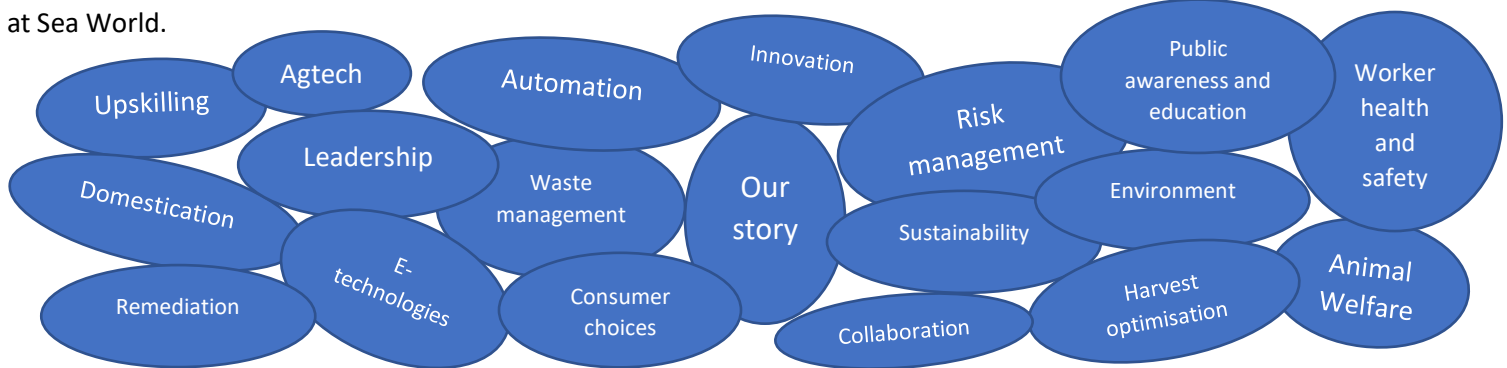 at Sea World.
Upskilling
Agtech
Automation
Innovation
Public
awareness and
education
Worker
health
and
safety
Risk
management
Leadership
Domestication
Waste
management
Our
story
Environment
Sustainability
Remediation
E-
technologies
Consumer
choices
Collaboration
Harvest
optimisation
Animal
Welfare